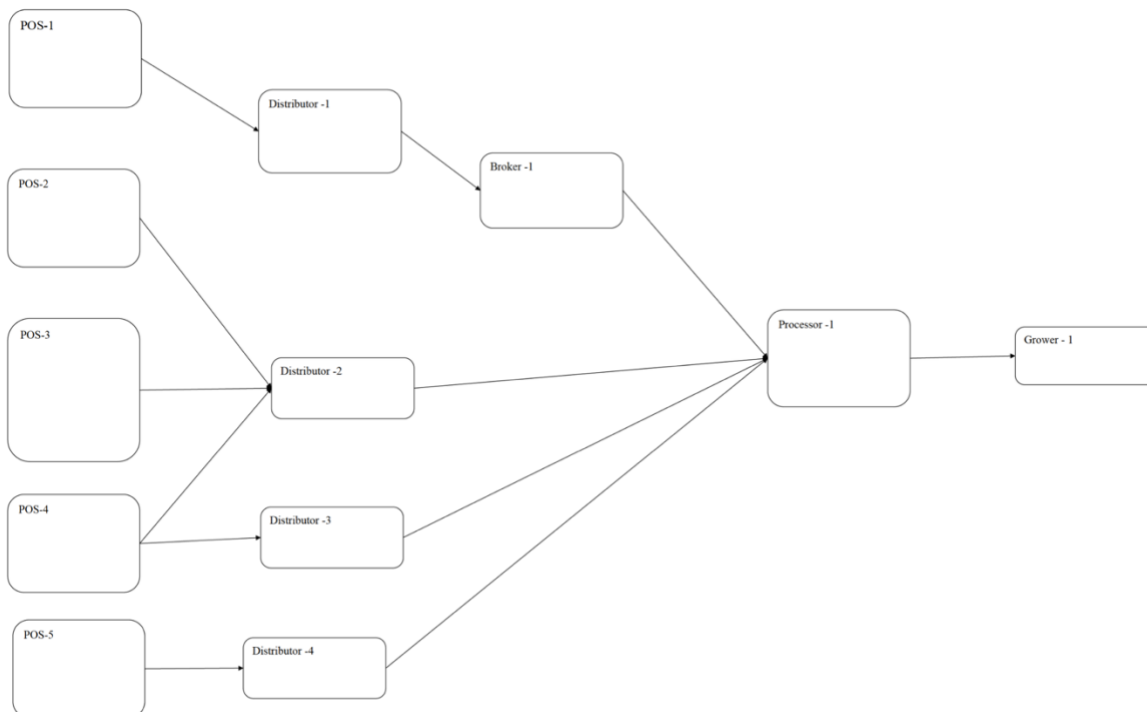 POS-1
Distributor -1
Broker -1
POS-2
Processor -1
POS-3
Grower - 1
Distributor -2
POS-4
Distributor -3
POS-5
Distributor -4